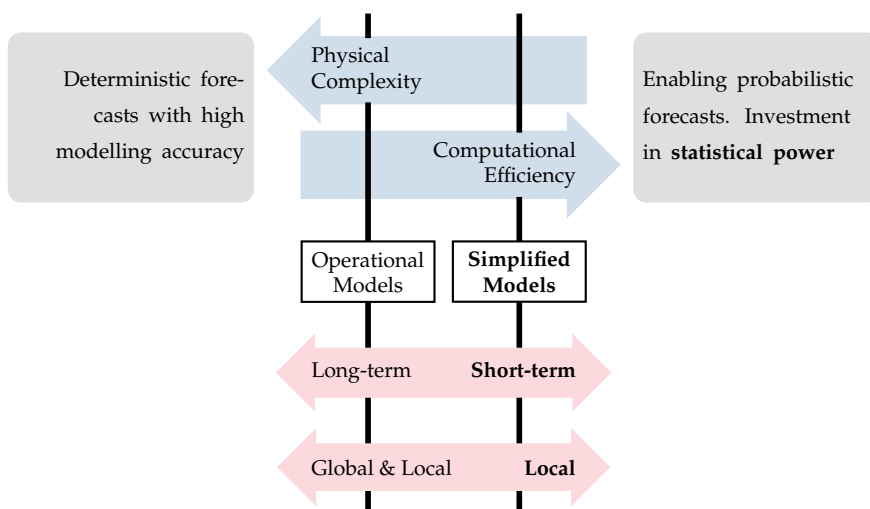 Physical
Complexity
Deterministic fore-
casts with high
modelling accuracy
Enabling probabilistic
forecasts. Investment
in statistical power
Computational
Efficiency
Operational
Models
Simplified
Models
Long-term
Short-term
Global & Local
Local